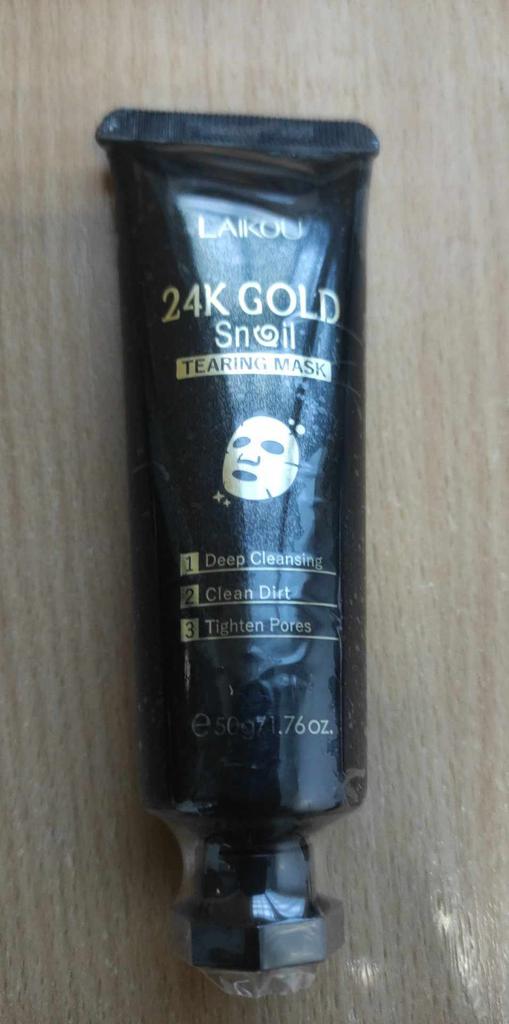 LAIKOU
24K GOLD
Snail
TEARING MASK
1 Deep Cleansing
2 Clean Dirt
3 Tighten Pores
℮50g/1.76oz.